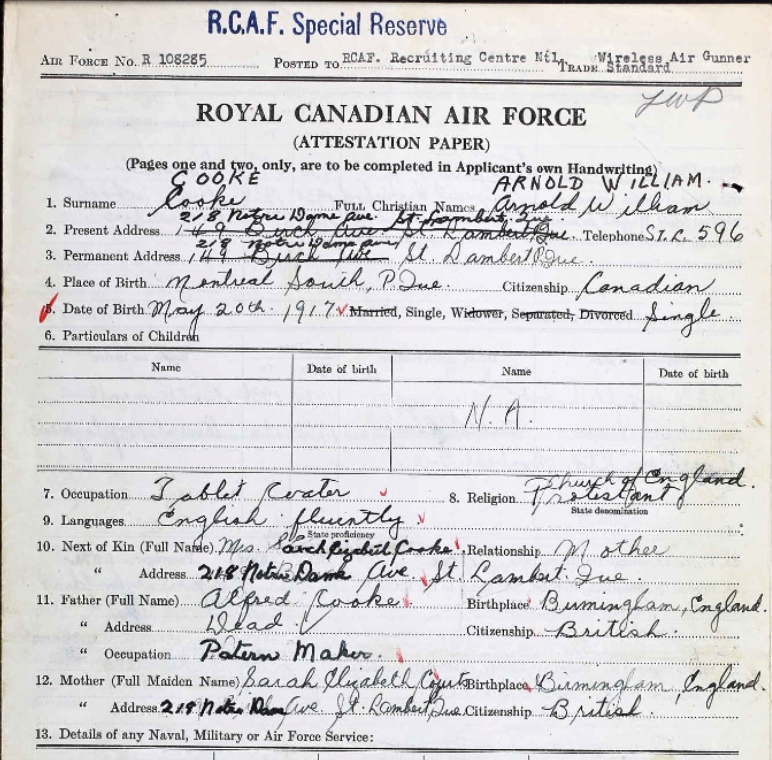 R.C.A.F. Special Reserve
AIR FORCE NO. R 108285 POSTED TO RCAF. Recruiting Centre Mtl. TRADE Wireless Air Gunner Standard
ROYAL CANADIAN AIR FORCE
(ATTESTATION PAPER)
(Pages one and two, only, are to be completed in Applicant's own Handwriting)
COOKE ARNOLD WILLIAM.
1. Surname Cooke FULL CHRISTIAN NAMES Arnold William
218 Notre Dame ave. St. Lambert, Que.
2. Present Address 149 Birch Ave St Lambert Que. Telephone ST.L. 596
218 Notre Dame ave
3. Permanent Address 149 Birch Ave St Lambert P.Que.
4. Place of Birth Montreal South, P.Que. Citizenship Canadian
5. Date of Birth May 20th. 1917 Married, Single, Widower, Separated, Divorced Single.
6. Particulars of Children
Name Date of birth Name Date of birth
N.A.
Church of England.
7. Occupation Tablet Coater 8. Religion Protestant
State denomination
9. Languages English fluently
State proficiency
10. Next of Kin (Full Name) Mrs. Sarah Elizabeth Cooke Relationship Mother
" Address 218 Notre Dame Ave. St. Lambert. Que.
11. Father (Full Name) Alfred Cooke Birthplace Birmingham, England.
" Address Dead. Citizenship British.
" Occupation Patern Maker.
12. Mother (Full Maiden Name) Sarah Elizabeth Birthplace Birmingham, England.
" Address 218 Notre Dame Ave. St. Lambert, Que. Citizenship British.
13. Details of any Naval, Military or Air Force Service: